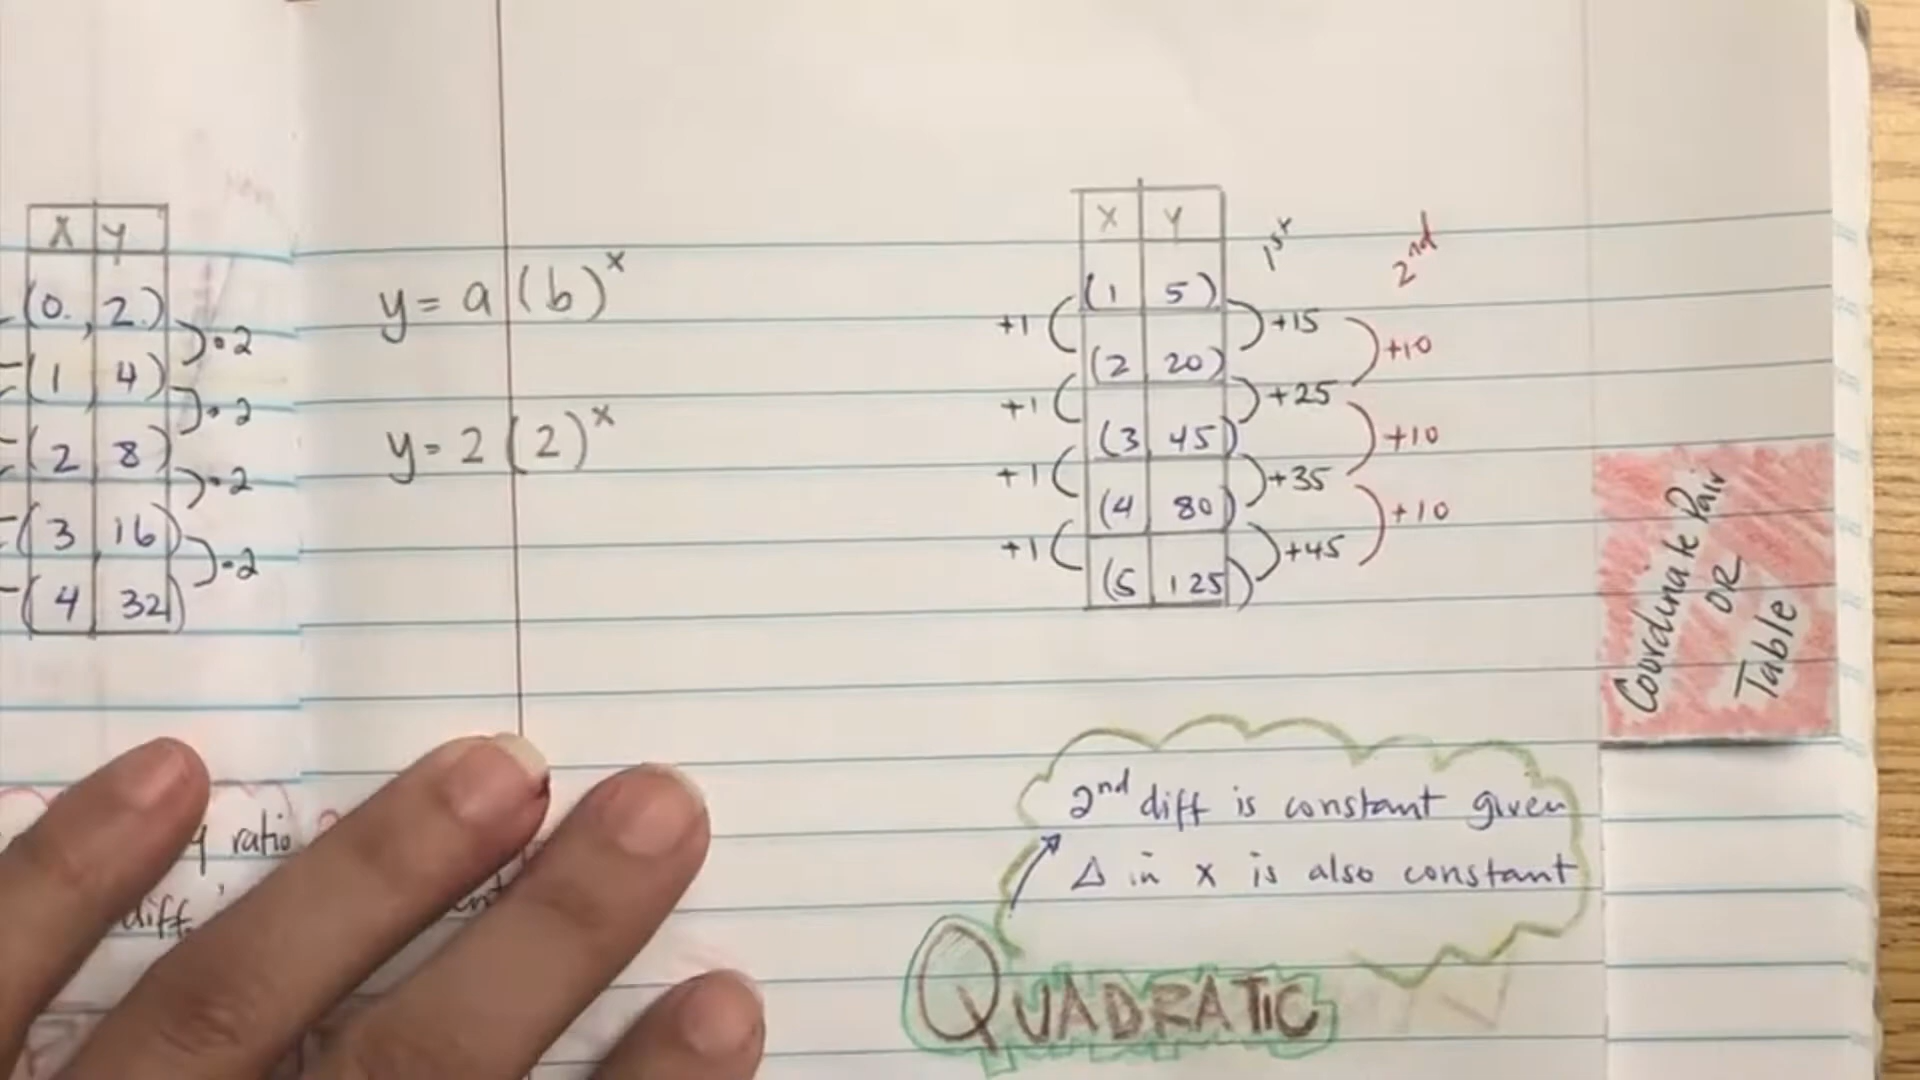 X Y
(0, 2)
·2
(1 4)
·2
(2 8)
·2
(3 16)
·2
(4 32)
y = a(b)^x
y = 2(2)^x
X Y 1st 2nd
(1 5)
+1 +15 +10
(2 20)
+1 +25 +10
(3 45)
+1 +35 +10
(4 80)
+1 +45
(5 125)
Coordinate Pair
OR
Table
2nd diff is constant given
Δ in x is also constant
QUADRATIC
ratio
diff.